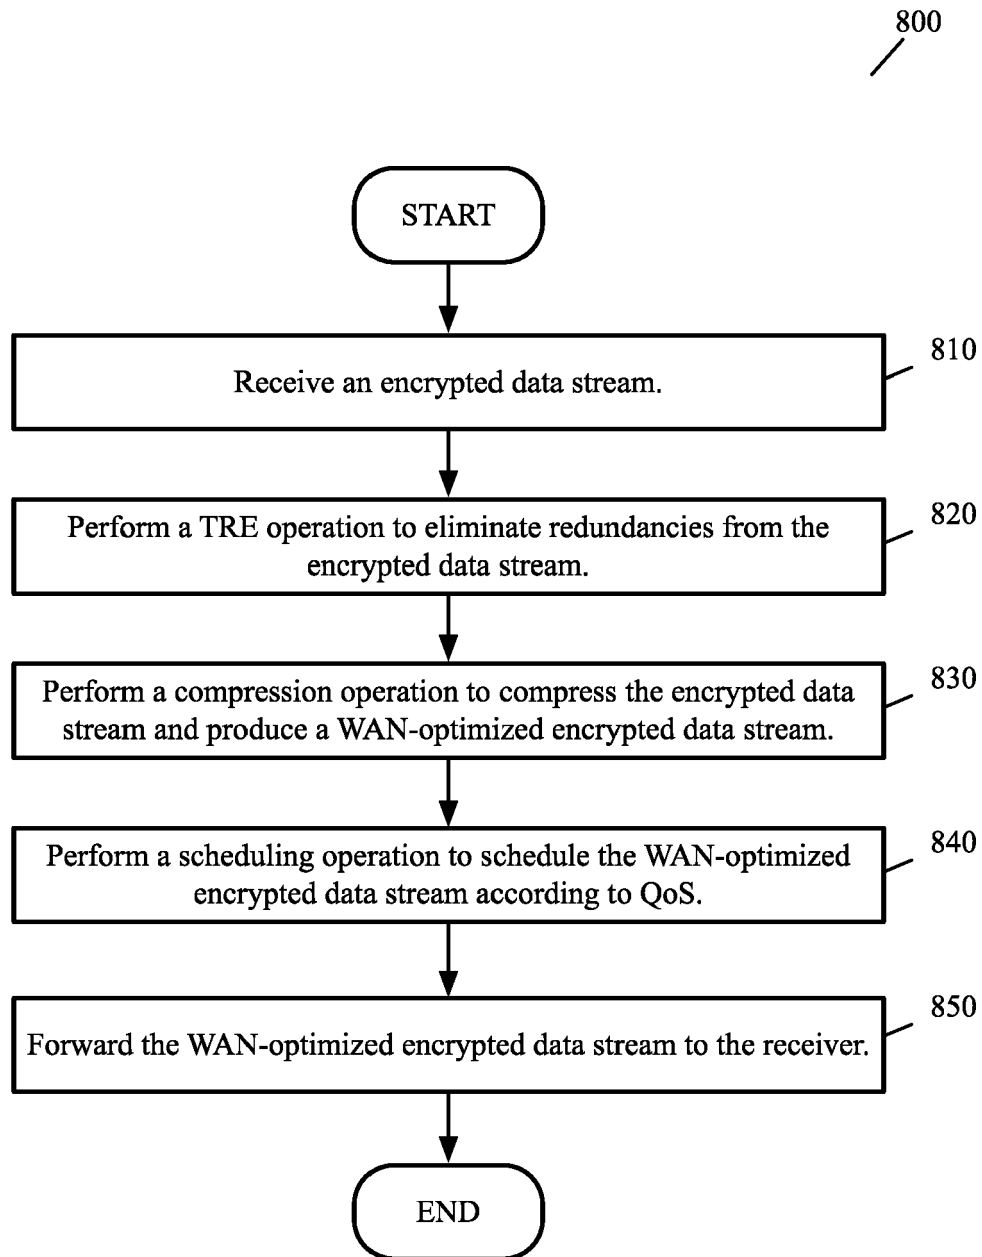 800
START
810
Receive an encrypted data stream.
820
Perform a TRE operation to eliminate redundancies from the
encrypted data stream.
830
Perform a compression operation to compress the encrypted data
stream and produce a WAN-optimized encrypted data stream.
840
Perform a scheduling operation to schedule the WAN-optimized
encrypted data stream according to QoS.
850
Forward the WAN-optimized encrypted data stream to the receiver.
END